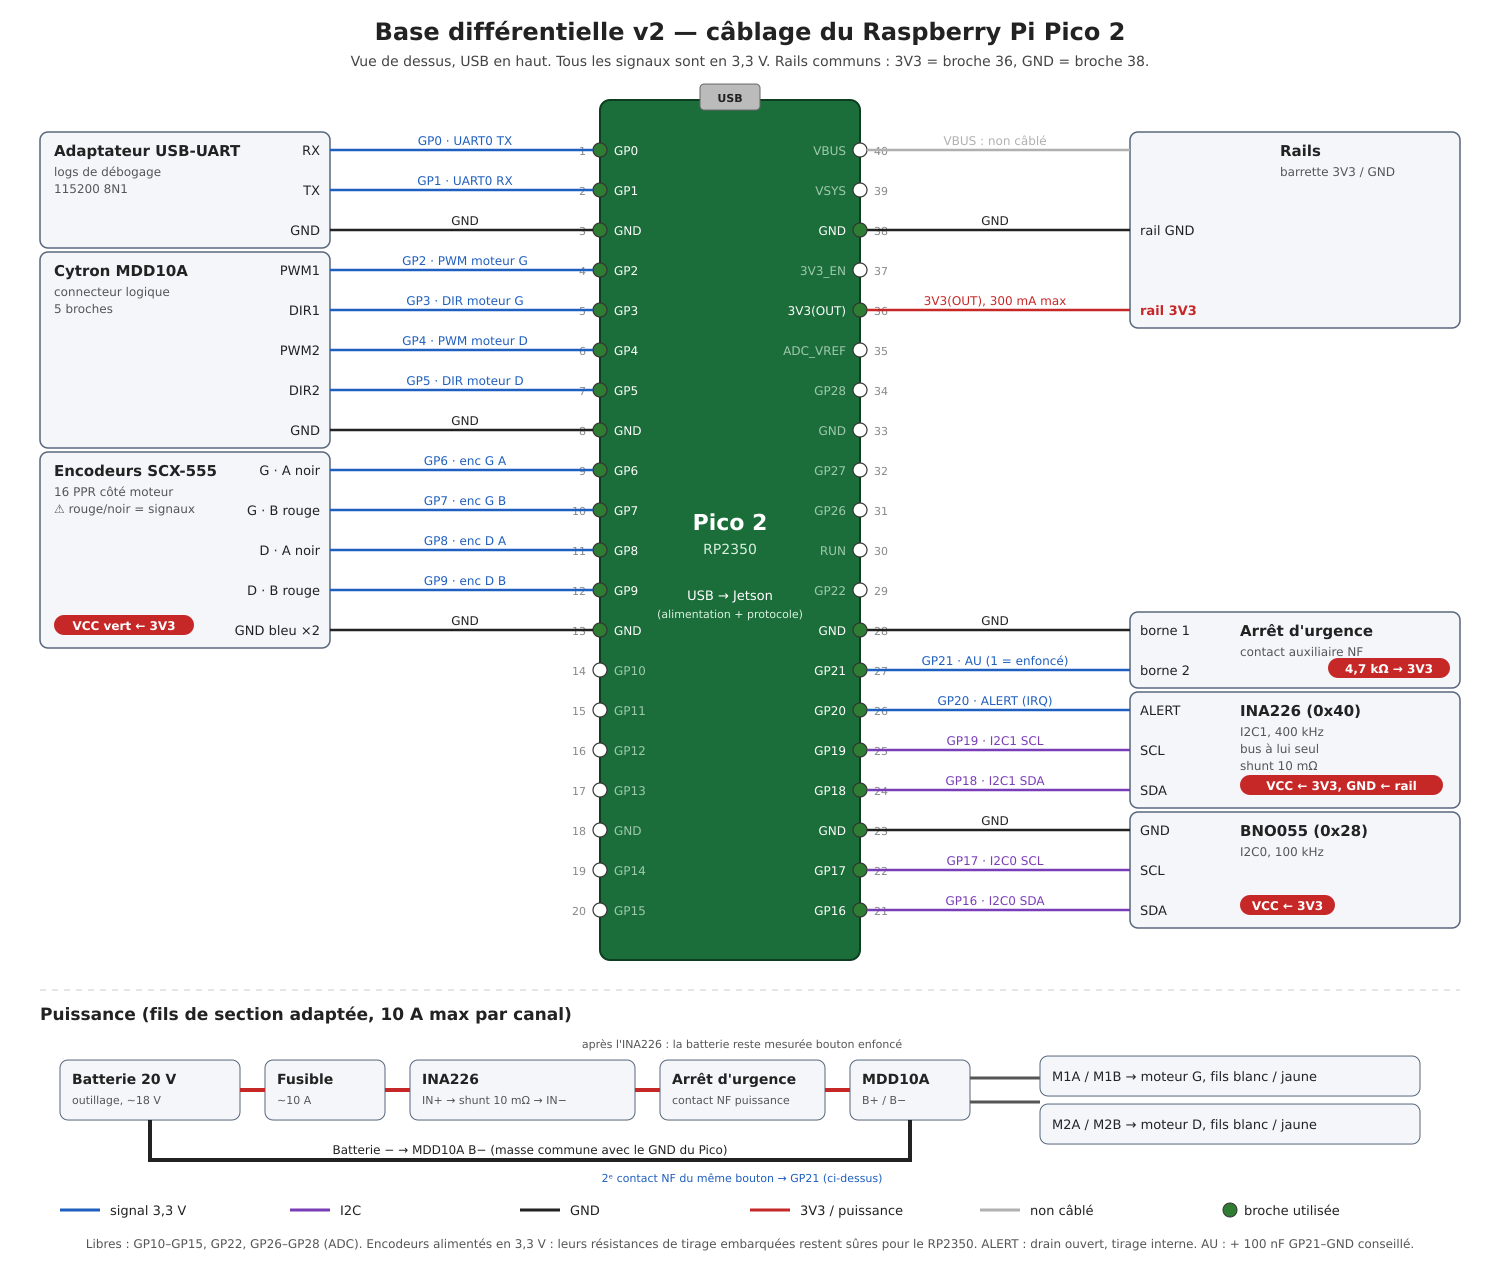 Base différentielle v2 — câblage du Raspberry Pi Pico 2
Vue de dessus, USB en haut. Tous les signaux sont en 3,3 V. Rails communs : 3V3 = broche 36, GND = broche 38.
USB
Adaptateur USB-UART
logs de débogage
115200 8N1
RX
TX
GND
GP0 · UART0 TX
GP1 · UART0 RX
GND
Cytron MDD10A
connecteur logique
5 broches
PWM1
DIR1
PWM2
DIR2
GND
GP2 · PWM moteur G
GP3 · DIR moteur G
GP4 · PWM moteur D
GP5 · DIR moteur D
GND
Encodeurs SCX-555
16 PPR côté moteur
⚠ rouge/noir = signaux
G · A noir
G · B rouge
D · A noir
D · B rouge
GND bleu ×2
VCC vert ← 3V3
GP6 · enc G A
GP7 · enc G B
GP8 · enc D A
GP9 · enc D B
GND
1 GP0
2 GP1
3 GND
4 GP2
5 GP3
6 GP4
7 GP5
8 GND
9 GP6
10 GP7
11 GP8
12 GP9
13 GND
14 GP10
15 GP11
16 GP12
17 GP13
18 GND
19 GP14
20 GP15
Pico 2
RP2350
USB → Jetson
(alimentation + protocole)
VBUS 40
VSYS 39
GND 38
3V3_EN 37
3V3(OUT) 36
ADC_VREF 35
GP28 34
GND 33
GP27 32
GP26 31
RUN 30
GP22 29
GND 28
GP21 27
GP20 26
GP19 25
GP18 24
GND 23
GP17 22
GP16 21
VBUS : non câblé
GND
3V3(OUT), 300 mA max
Rails
barrette 3V3 / GND
rail GND
rail 3V3
GND
GP21 · AU (1 = enfoncé)
borne 1
borne 2
Arrêt d'urgence
contact auxiliaire NF
4,7 kΩ → 3V3
GP20 · ALERT (IRQ)
GP19 · I2C1 SCL
GP18 · I2C1 SDA
ALERT
SCL
SDA
INA226 (0x40)
I2C1, 400 kHz
bus à lui seul
shunt 10 mΩ
VCC ← 3V3, GND ← rail
GND
GP17 · I2C0 SCL
GP16 · I2C0 SDA
GND
SCL
SDA
BNO055 (0x28)
I2C0, 100 kHz
VCC ← 3V3
Puissance (fils de section adaptée, 10 A max par canal)
après l'INA226 : la batterie reste mesurée bouton enfoncé
Batterie 20 V
outillage, ~18 V
Fusible
~10 A
INA226
IN+ → shunt 10 mΩ → IN−
Arrêt d'urgence
contact NF puissance
MDD10A
B+ / B−
M1A / M1B → moteur G, fils blanc / jaune
M2A / M2B → moteur D, fils blanc / jaune
Batterie − → MDD10A B− (masse commune avec le GND du Pico)
2ᵉ contact NF du même bouton → GP21 (ci-dessus)
signal 3,3 V
I2C
GND
3V3 / puissance
non câblé
broche utilisée
Libres : GP10–GP15, GP22, GP26–GP28 (ADC). Encodeurs alimentés en 3,3 V : leurs résistances de tirage embarquées restent sûres pour le RP2350. ALERT : drain ouvert, tirage interne. AU : + 100 nF GP21–GND conseillé.